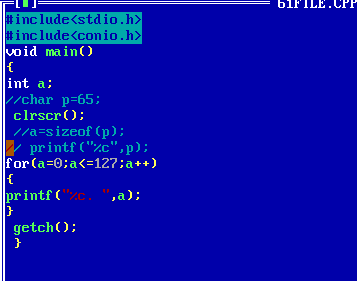 [■]
61FILE.CPP
#include<stdio.h>
#include<conio.h>
void main()
{
int a;
//char p=65;
clrscr();
//a=sizeof(p);
// printf("%c",p);
for(a=0;a<=127;a++)
{
printf("%c. ",a);
}
getch();
}